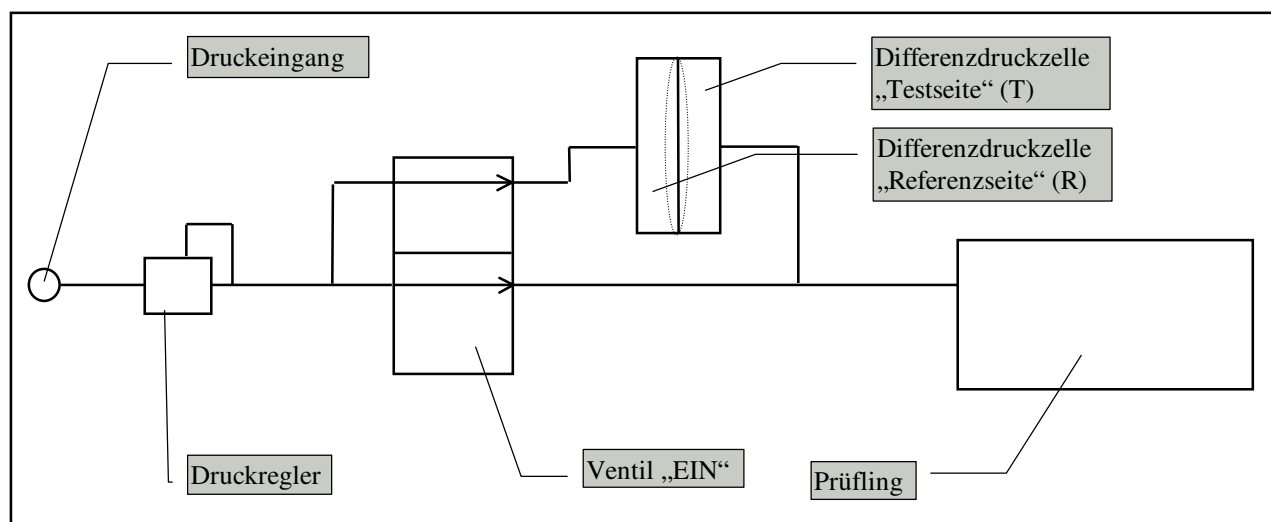 Druckeingang
Differenzdruckzelle
„Testseite“ (T)
Differenzdruckzelle
„Referenzseite“ (R)
Druckregler
Ventil „EIN“
Prüfling